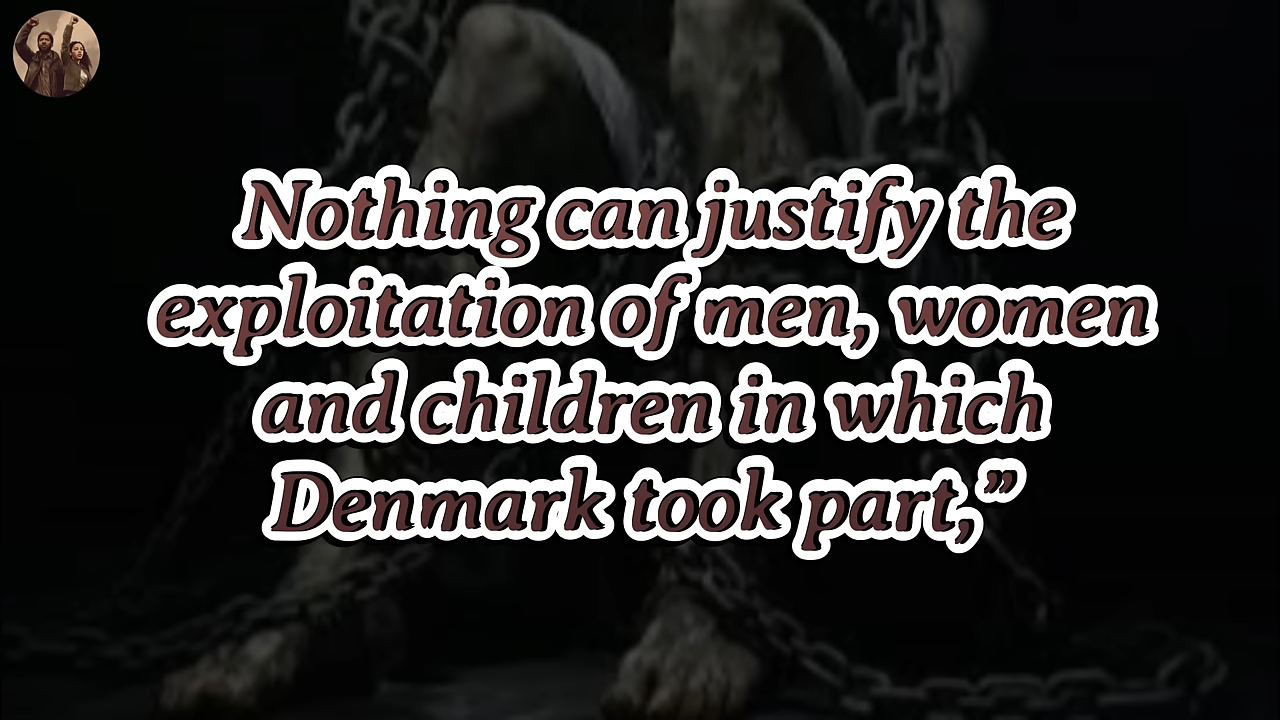 Nothing can justify the
exploitation of men, women
and children in which
Denmark took part,”